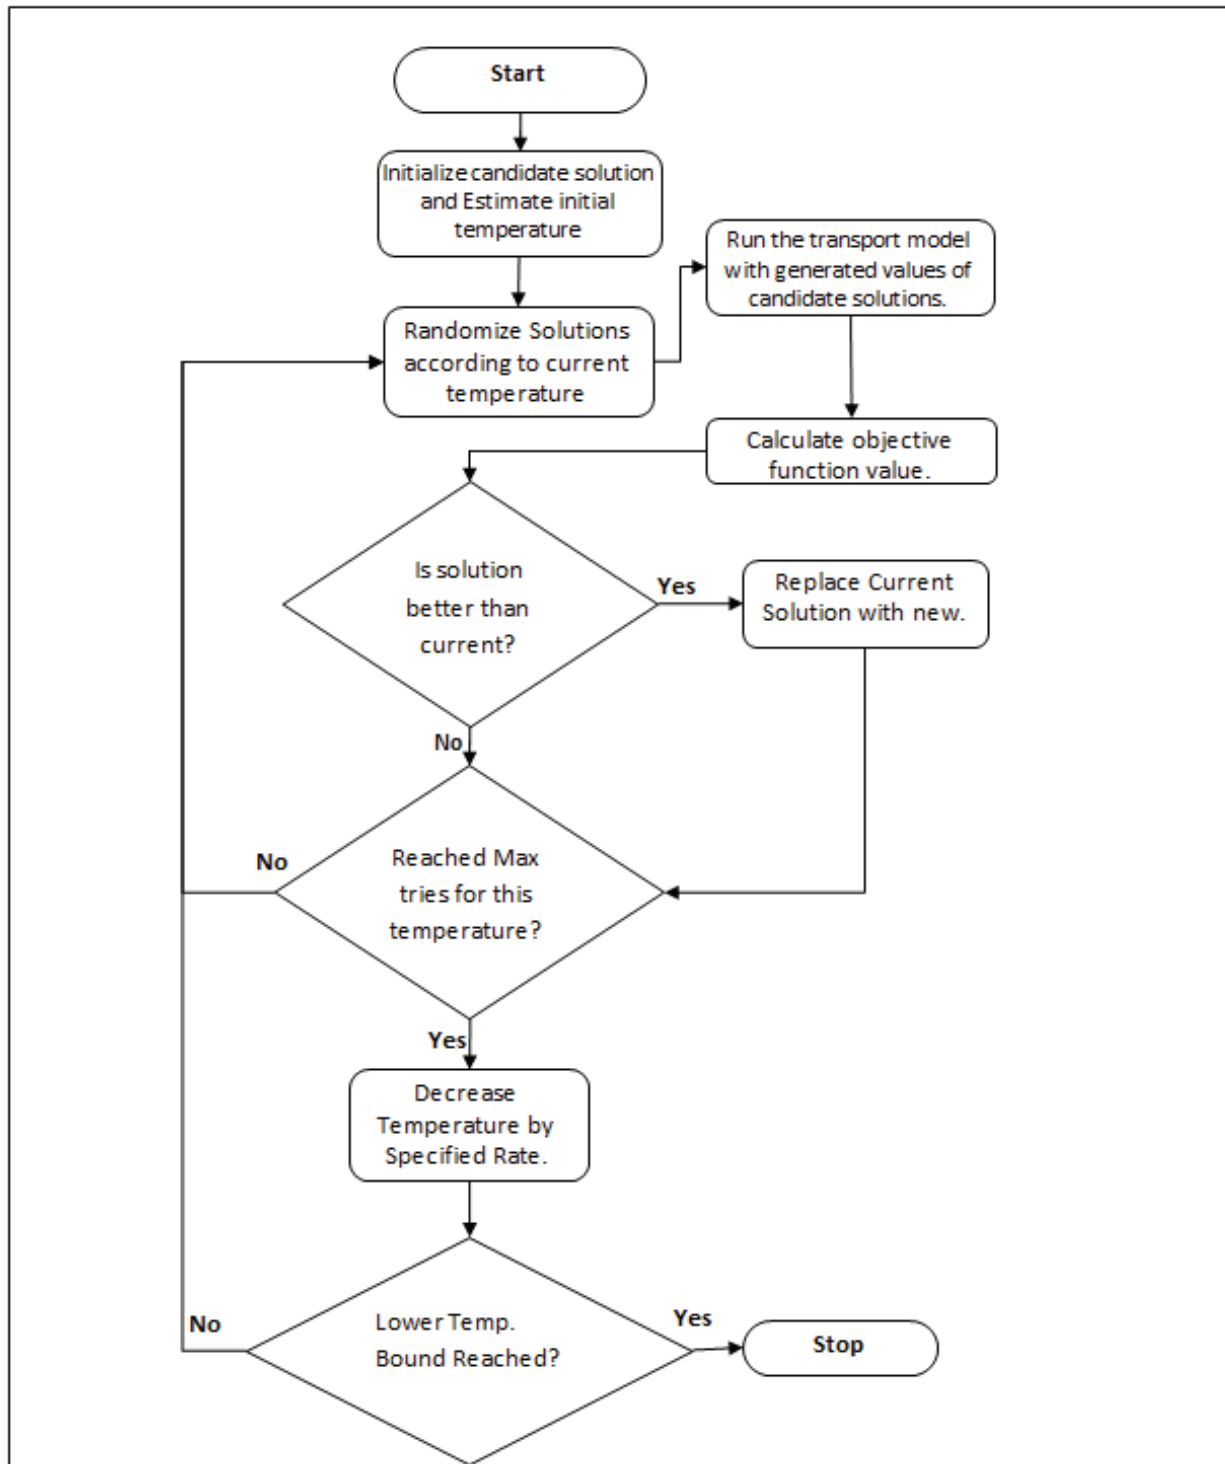 Start
Initialize candidate solution
and Estimate initial
temperature
Run the transport model
with generated values of
candidate solutions.
Randomize Solutions
according to current
temperature
Calculate objective
function value.
Is solution
better than
current?
Yes
Replace Current
Solution with new.
No
Reached Max
tries for this
temperature?
No
Yes
Decrease
Temperature by
Specified Rate.
Lower Temp.
Bound Reached?
No
Yes
Stop